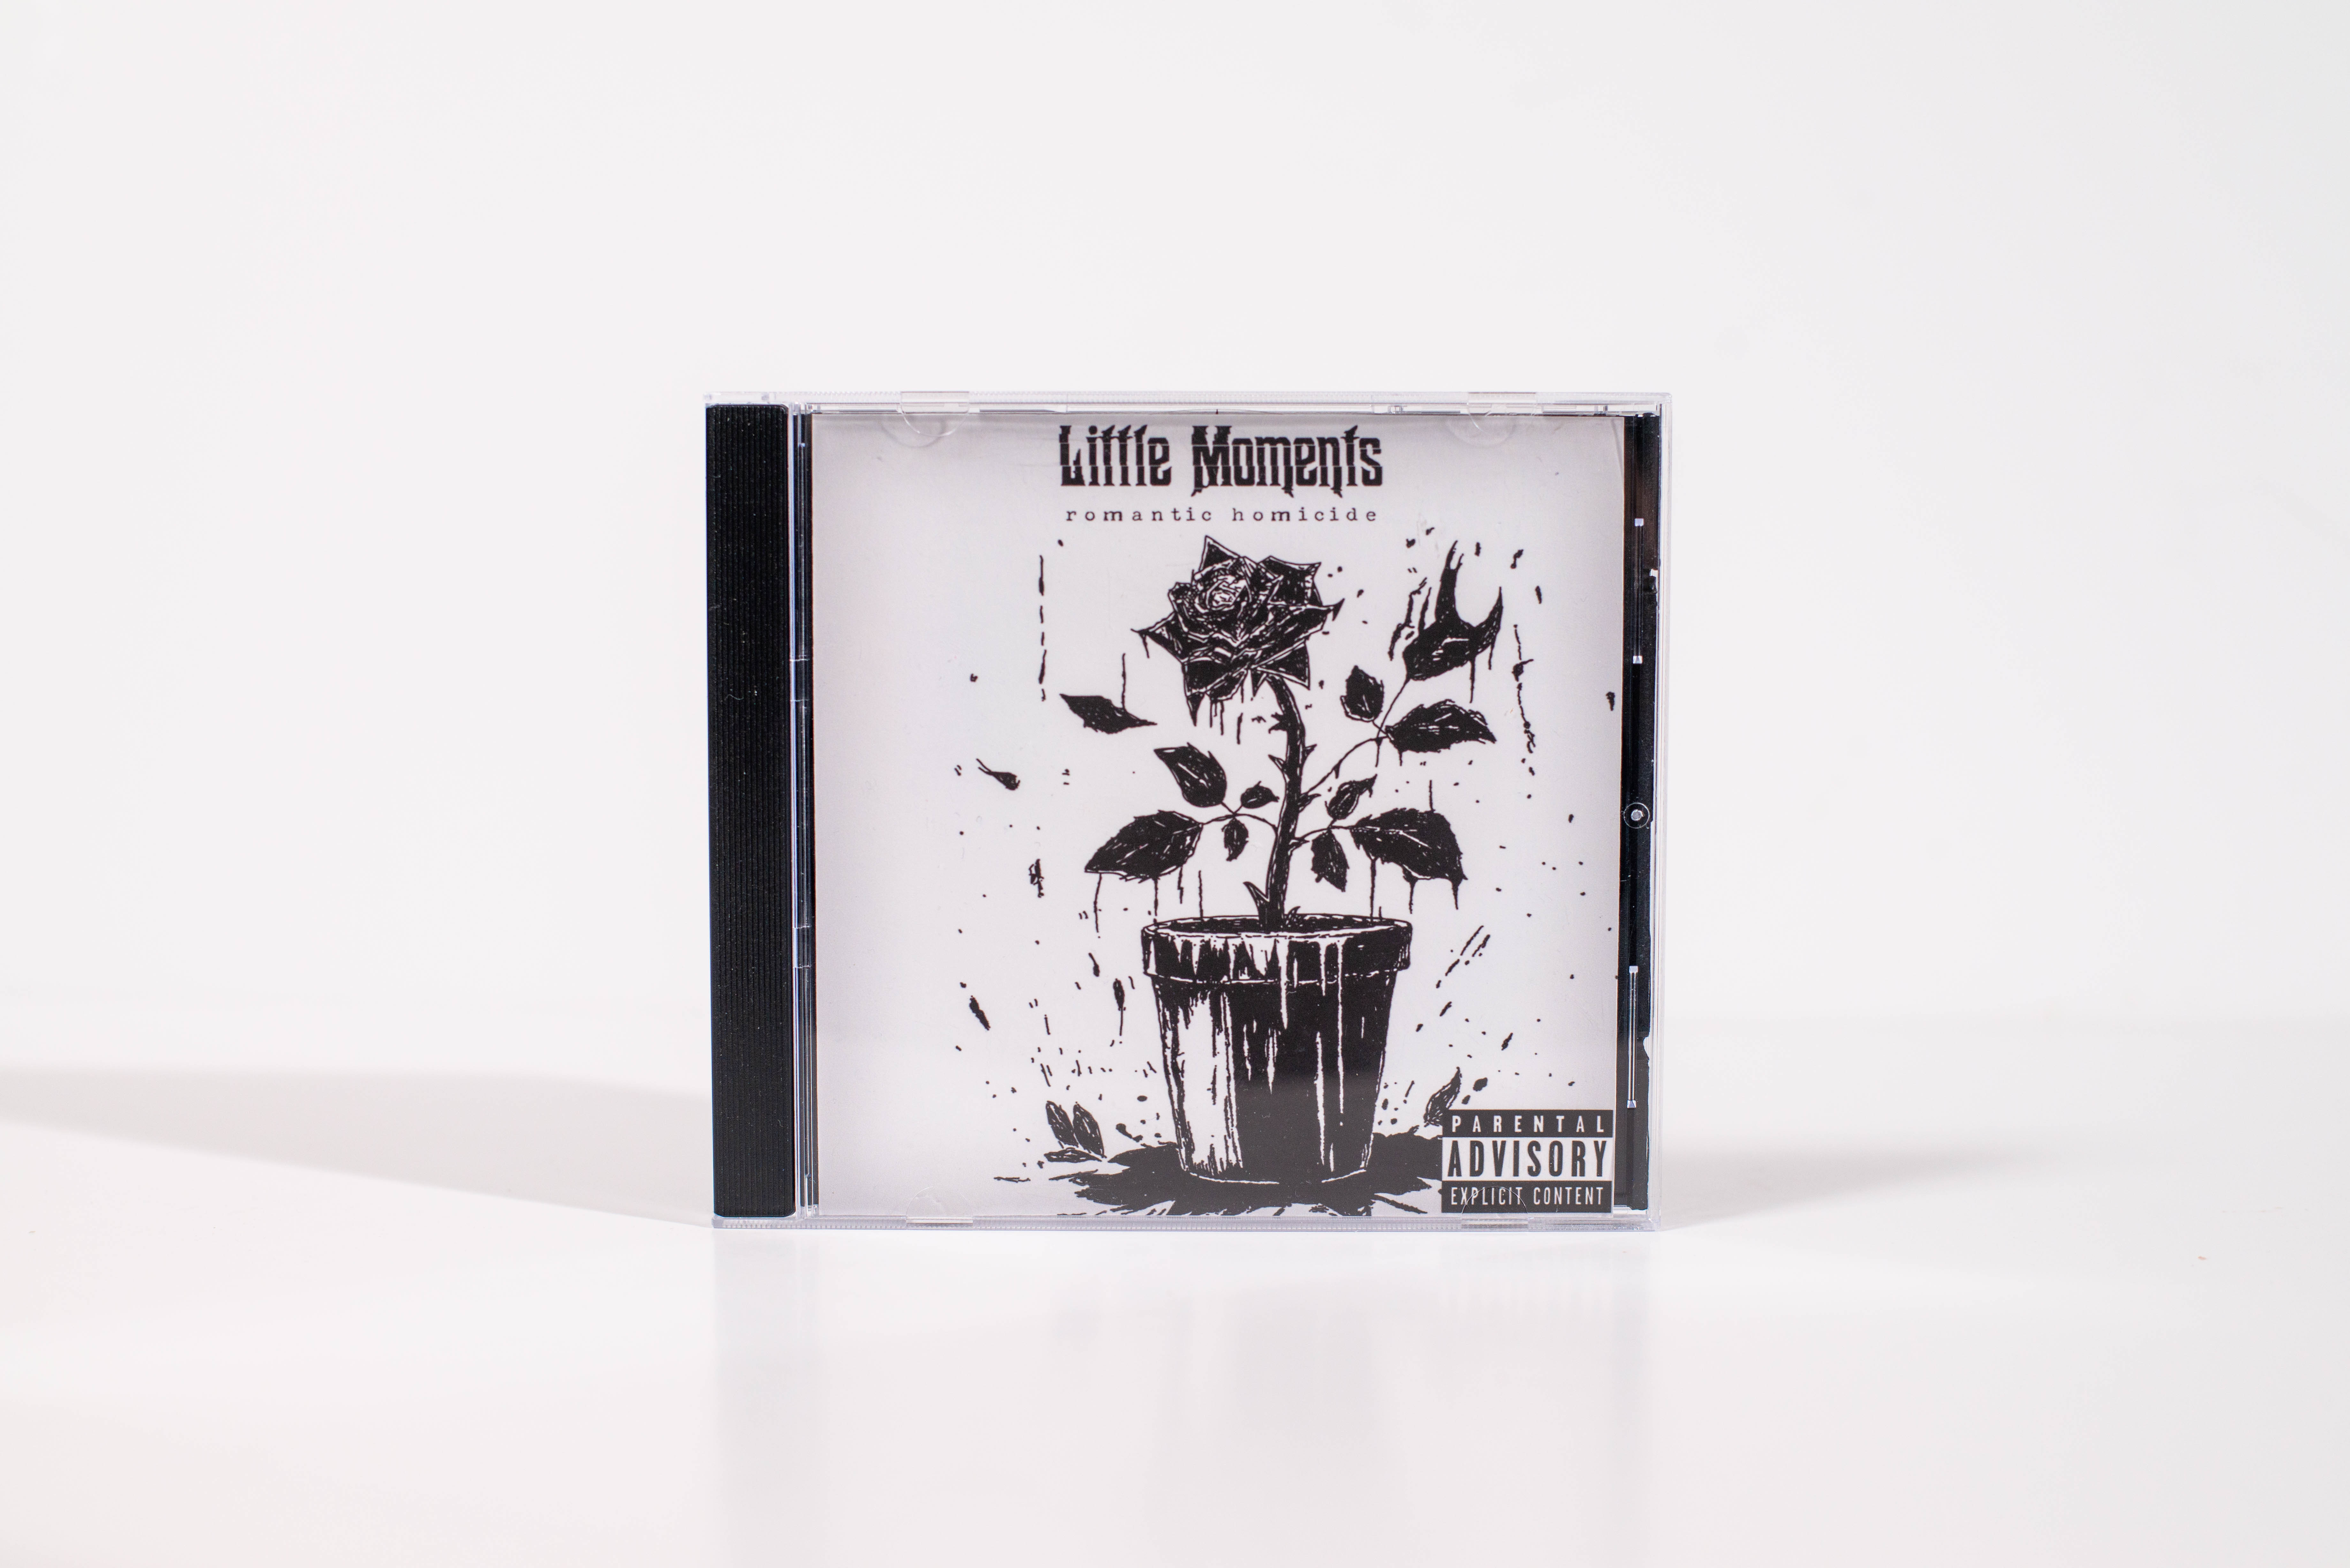 Little Moments
romantic homicide
PARENTAL
ADVISORY
EXPLICIT CONTENT